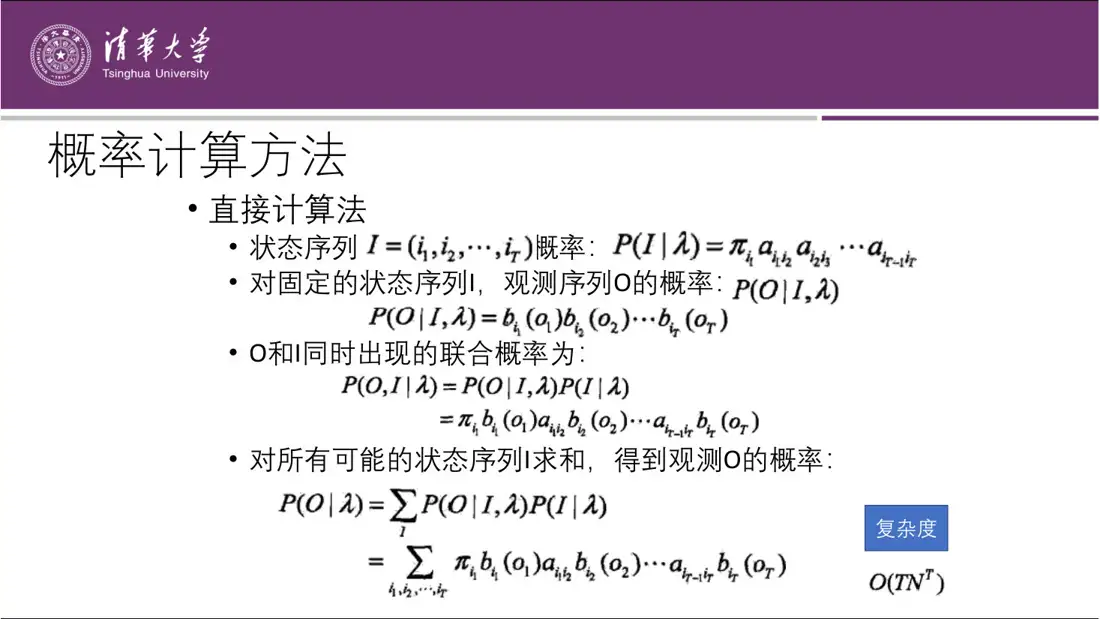 清华大学
Tsinghua University
概率计算方法
• 直接计算法
• 状态序列 I = (i₁, i₂, ⋯, i_T) 概率： P(I | λ) = π_{i₁} a_{i₁i₂} a_{i₂i₃} ⋯ a_{i_{T−1}i_T}
• 对固定的状态序列I，观测序列O的概率： P(O | I, λ)
P(O | I, λ) = b_{i₁}(o₁) b_{i₂}(o₂) ⋯ b_{i_T}(o_T)
• O和I同时出现的联合概率为：
P(O, I | λ) = P(O | I, λ)P(I | λ)
= π_{i₁} b_{i₁}(o₁) a_{i₁i₂} b_{i₂}(o₂) ⋯ a_{i_{T−1}i_T} b_{i_T}(o_T)
• 对所有可能的状态序列I求和，得到观测O的概率：
P(O | λ) = ∑_I P(O | I, λ)P(I | λ)
= ∑_{i₁,i₂,⋯,i_T} π_{i₁} b_{i₁}(o₁) a_{i₁i₂} b_{i₂}(o₂) ⋯ a_{i_{T−1}i_T} b_{i_T}(o_T)
复杂度
O(TN^T)